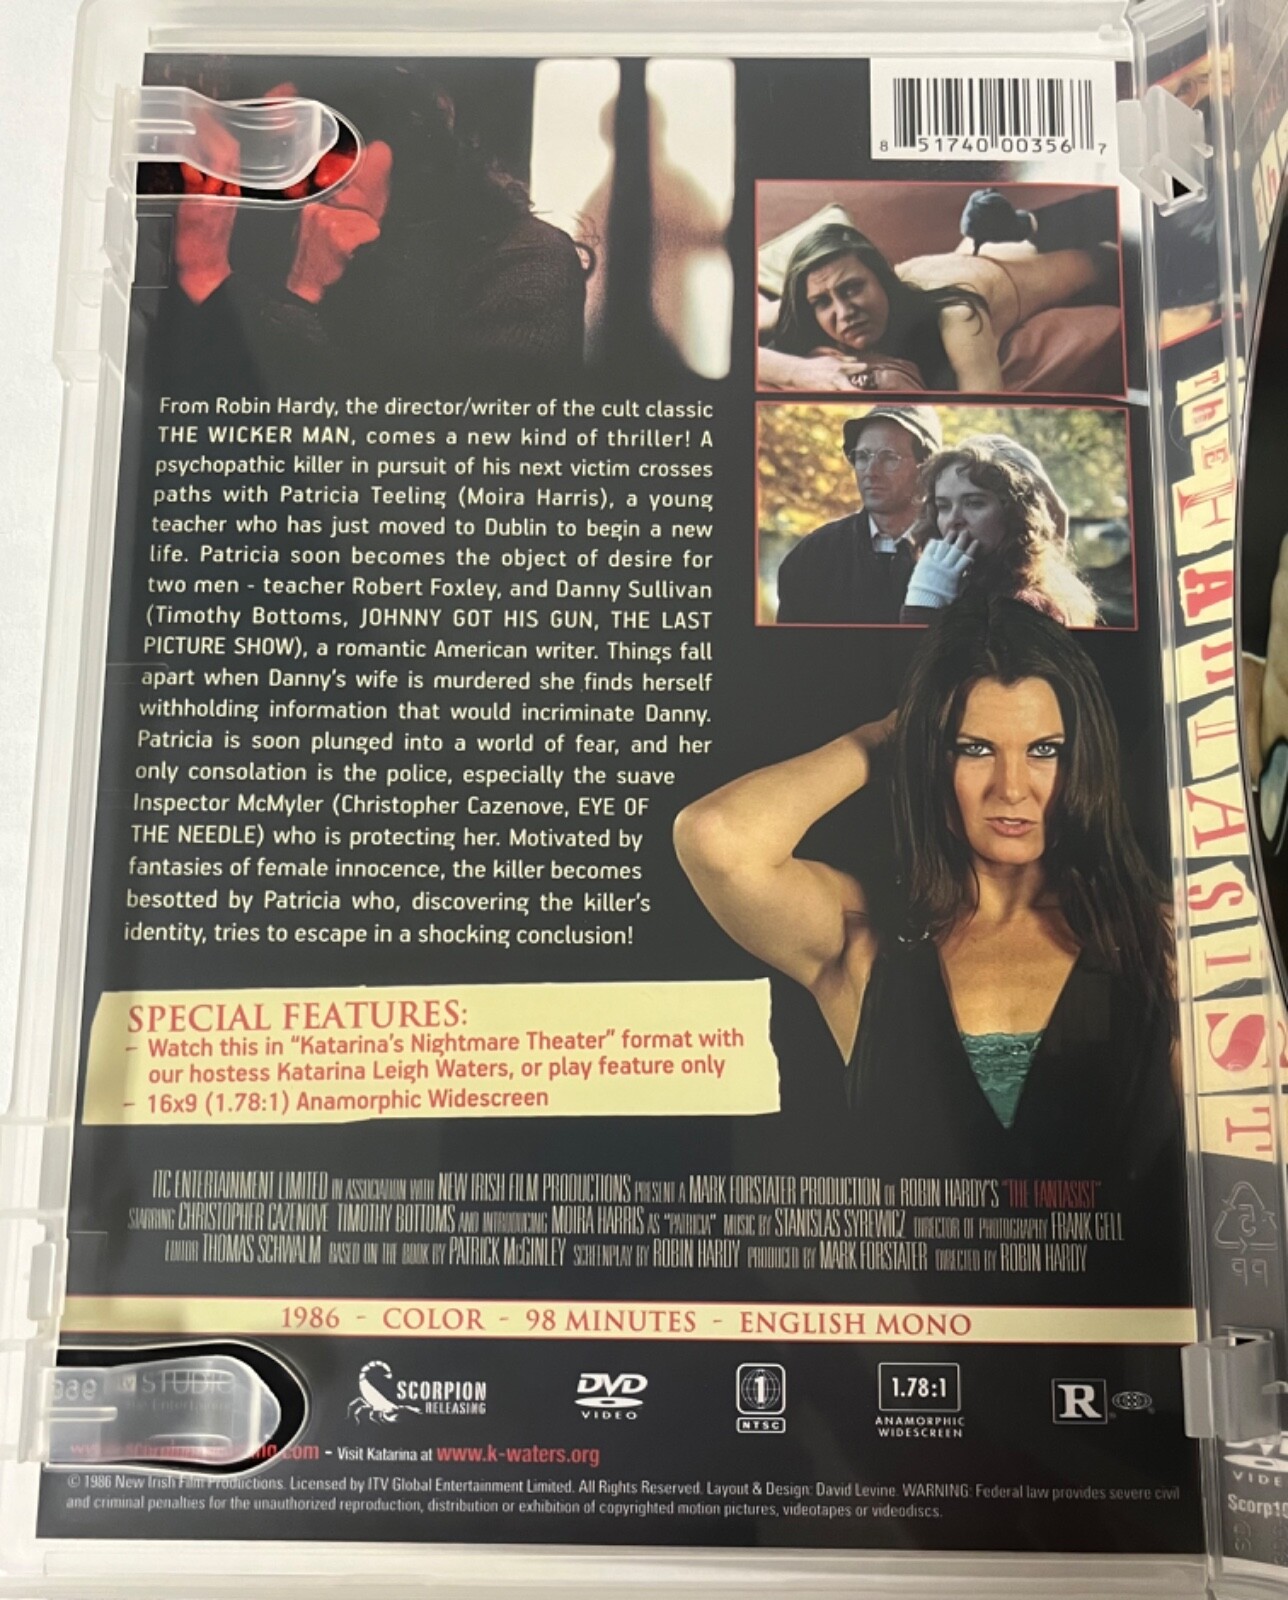 8 51740 00356 7
From Robin Hardy, the director/writer of the cult classic
THE WICKER MAN, comes a new kind of thriller! A
psychopathic killer in pursuit of his next victim crosses
paths with Patricia Teeling (Moira Harris), a young
teacher who has just moved to Dublin to begin a new
life. Patricia soon becomes the object of desire for
two men - teacher Robert Foxley, and Danny Sullivan
(Timothy Bottoms, JOHNNY GOT HIS GUN, THE LAST
PICTURE SHOW), a romantic American writer. Things fall
apart when Danny's wife is murdered she finds herself
withholding information that would incriminate Danny.
Patricia is soon plunged into a world of fear, and her
only consolation is the police, especially the suave
Inspector McMyler (Christopher Cazenove, EYE OF
THE NEEDLE) who is protecting her. Motivated by
fantasies of female innocence, the killer becomes
besotted by Patricia who, discovering the killer's
identity, tries to escape in a shocking conclusion!
SPECIAL FEATURES:
- Watch this in "Katarina's Nightmare Theater" format with
our hostess Katarina Leigh Waters, or play feature only
- 16x9 (1.78:1) Anamorphic Widescreen
ITC ENTERTAINMENT LIMITED IN ASSOCIATION WITH NEW IRISH FILM PRODUCTIONS PRESENT A MARK FORSTATER PRODUCTION OF ROBIN HARDY'S "THE FANTASIST"
STARRING CHRISTOPHER CAZENOVE TIMOTHY BOTTOMS AND INTRODUCING MOIRA HARRIS AS "PATRICIA" MUSIC BY STANISLAS SYREWICZ DIRECTOR OF PHOTOGRAPHY FRANK GELL
EDITOR THOMAS SCHWALM BASED ON THE BOOK BY PATRICK McGINLEY SCREENPLAY BY ROBIN HARDY PRODUCED BY MARK FORSTATER DIRECTED BY ROBIN HARDY
1986 - COLOR - 98 MINUTES - ENGLISH MONO
STUDIO
SCORPION
RELEASING
DVD
VIDEO
1
NTSC
1.78:1
ANAMORPHIC
WIDESCREEN
R
.com - Visit Katarina at www.k-waters.org
© 1986 New Irish Film Productions. Licensed by ITV Global Entertainment Limited. All Rights Reserved. Layout & Design: David Levine. WARNING: Federal law provides severe civil
and criminal penalties for the unauthorized reproduction, distribution or exhibition of copyrighted motion pictures, videotapes or videodiscs.
THE FANTASIST
5
PP
VIDE
Scorp10